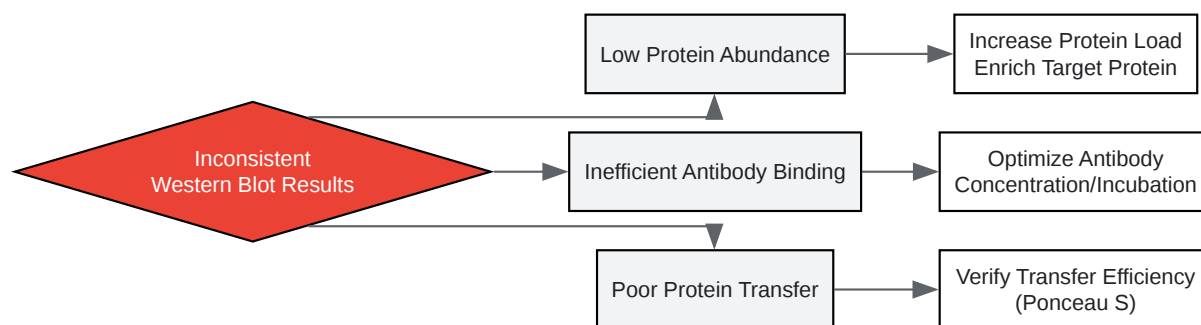 Inconsistent
Western Blot Results
Low Protein Abundance
Increase Protein Load
Enrich Target Protein
Inefficient Antibody Binding
Optimize Antibody
Concentration/Incubation
Poor Protein Transfer
Verify Transfer Efficiency
(Ponceau S)